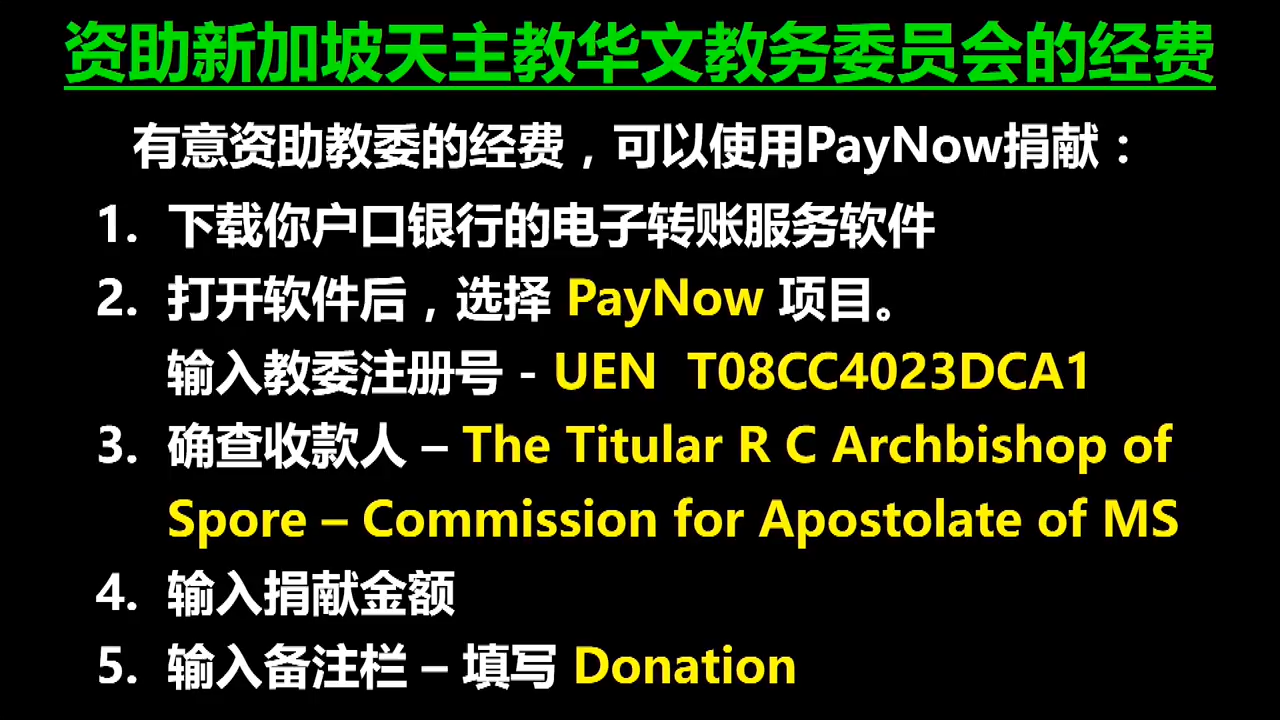 资助新加坡天主教华文教务委员会的经费
有意资助教委的经费，可以使用PayNow捐献：
1. 下载你户口银行的电子转账服务软件
2. 打开软件后，选择 PayNow 项目。
输入教委注册号 - UEN T08CC4023DCA1
3. 确查收款人 – The Titular R C Archbishop of
Spore – Commission for Apostolate of MS
4. 输入捐献金额
5. 输入备注栏 – 填写 Donation